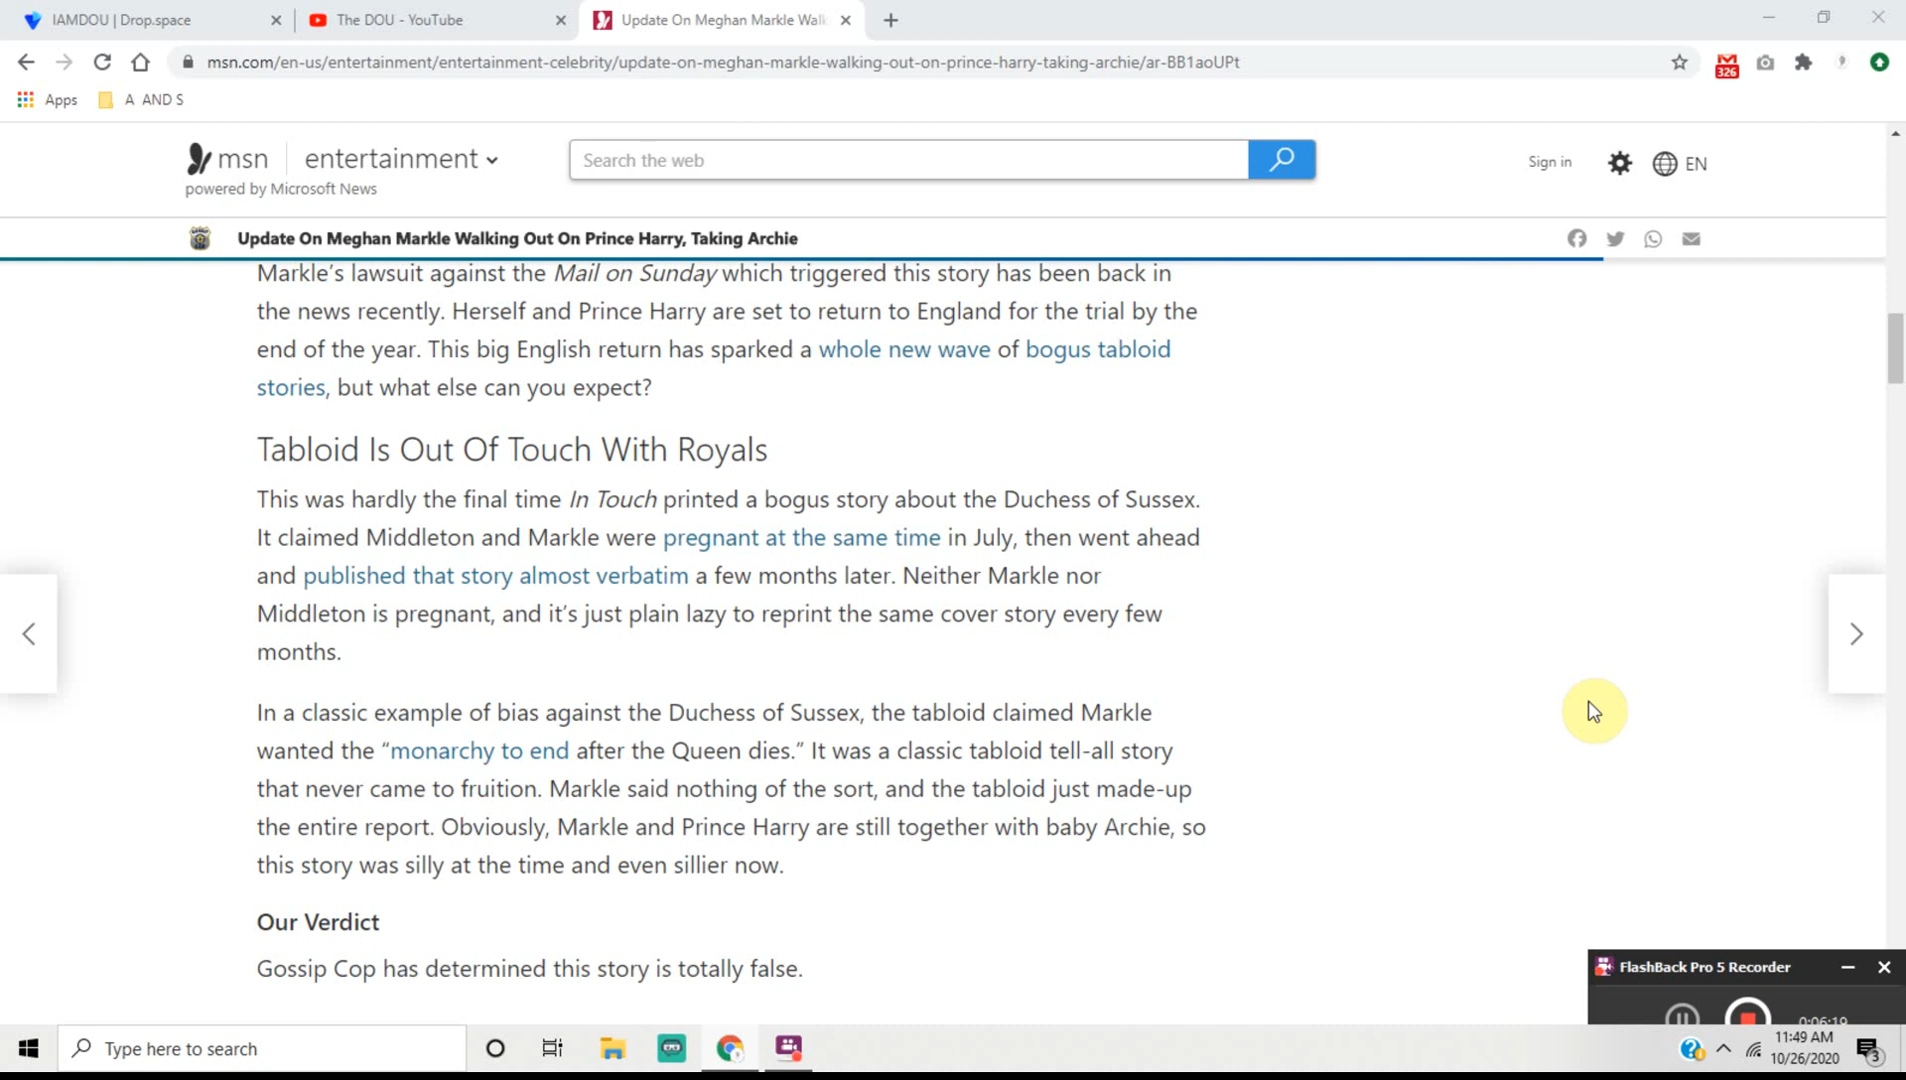 IAMDOU | Drop.space
The DOU - YouTube
Update On Meghan Markle Walk
msn.com/en-us/entertainment/entertainment-celebrity/update-on-meghan-markle-walking-out-on-prince-harry-taking-archie/ar-BB1aoUPt
326
Apps
A AND S
msn
entertainment
powered by Microsoft News
Search the web
Sign in
EN
Update On Meghan Markle Walking Out On Prince Harry, Taking Archie
Markle's lawsuit against the Mail on Sunday which triggered this story has been back in
the news recently. Herself and Prince Harry are set to return to England for the trial by the
end of the year. This big English return has sparked a whole new wave of bogus tabloid
stories, but what else can you expect?
Tabloid Is Out Of Touch With Royals
This was hardly the final time In Touch printed a bogus story about the Duchess of Sussex.
It claimed Middleton and Markle were pregnant at the same time in July, then went ahead
and published that story almost verbatim a few months later. Neither Markle nor
Middleton is pregnant, and it's just plain lazy to reprint the same cover story every few
months.
In a classic example of bias against the Duchess of Sussex, the tabloid claimed Markle
wanted the “monarchy to end after the Queen dies.” It was a classic tabloid tell-all story
that never came to fruition. Markle said nothing of the sort, and the tabloid just made-up
the entire report. Obviously, Markle and Prince Harry are still together with baby Archie, so
this story was silly at the time and even sillier now.
Our Verdict
Gossip Cop has determined this story is totally false.
FlashBack Pro 5 Recorder
0:06:19
Type here to search
11:49 AM
10/26/2020
3